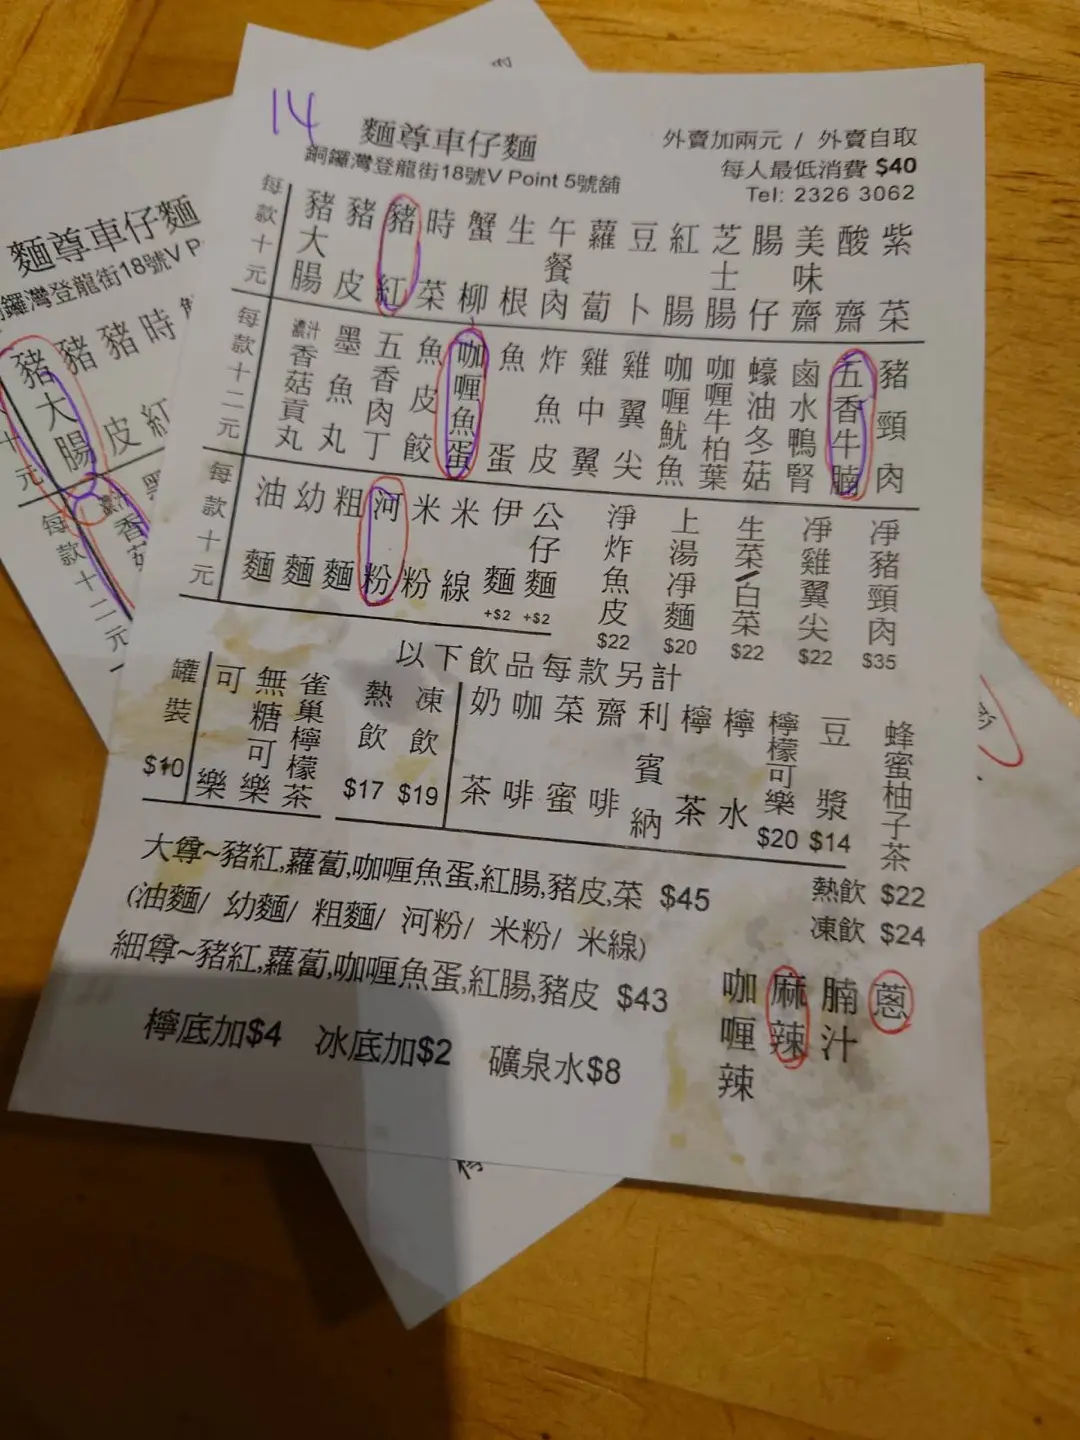 14
麵尊車仔麵
銅鑼灣登龍街18號V Point 5號舖
外賣加兩元 / 外賣自取
每人最低消費 $40
Tel: 2326 3062
每款十元
豬大腸
豬皮
豬紅
時菜
蟹柳
生根
午餐肉
蘿蔔
豆卜
紅腸
芝士腸
腸仔
美味齋
酸齋
紫菜
每款十二元
濃汁香菇貢丸
墨魚丸
五香肉丁
魚皮餃
咖喱魚蛋
魚蛋
炸魚皮
雞中翼
雞翼尖
咖喱魷魚
咖喱牛柏葉
蠔油冬菇
鹵水鴨腎
五香牛腩
豬頸肉
每款十元
油麵
幼麵
粗麵
河粉
米粉
米線
伊麵 +$2
公仔麵 +$2
淨炸魚皮 $22
上湯淨麵 $20
生菜/白菜 $22
淨雞翼尖 $22
淨豬頸肉 $35
以下飲品每款另計
罐裝 $10
可樂
無糖可樂
雀巢檸檬茶
熱飲 $17
凍飲 $19
奶茶
咖啡
菜蜜
齋啡
利賓納
檸茶
檸水
檸檬可樂 $20
豆漿 $14
蜂蜜柚子茶
熱飲 $22
凍飲 $24
大尊~豬紅,蘿蔔,咖喱魚蛋,紅腸,豬皮,菜 $45
(油麵/ 幼麵/ 粗麵/ 河粉/ 米粉/ 米線)
細尊~豬紅,蘿蔔,咖喱魚蛋,紅腸,豬皮 $43
檸底加$4 冰底加$2 礦泉水$8
咖喱辣
麻辣
腩汁
蔥
麵尊車仔麵
鑼灣登龍街18號V P
十元
豬大腸
豬皮
豬紅
時
每款十二元
濃汁香菇